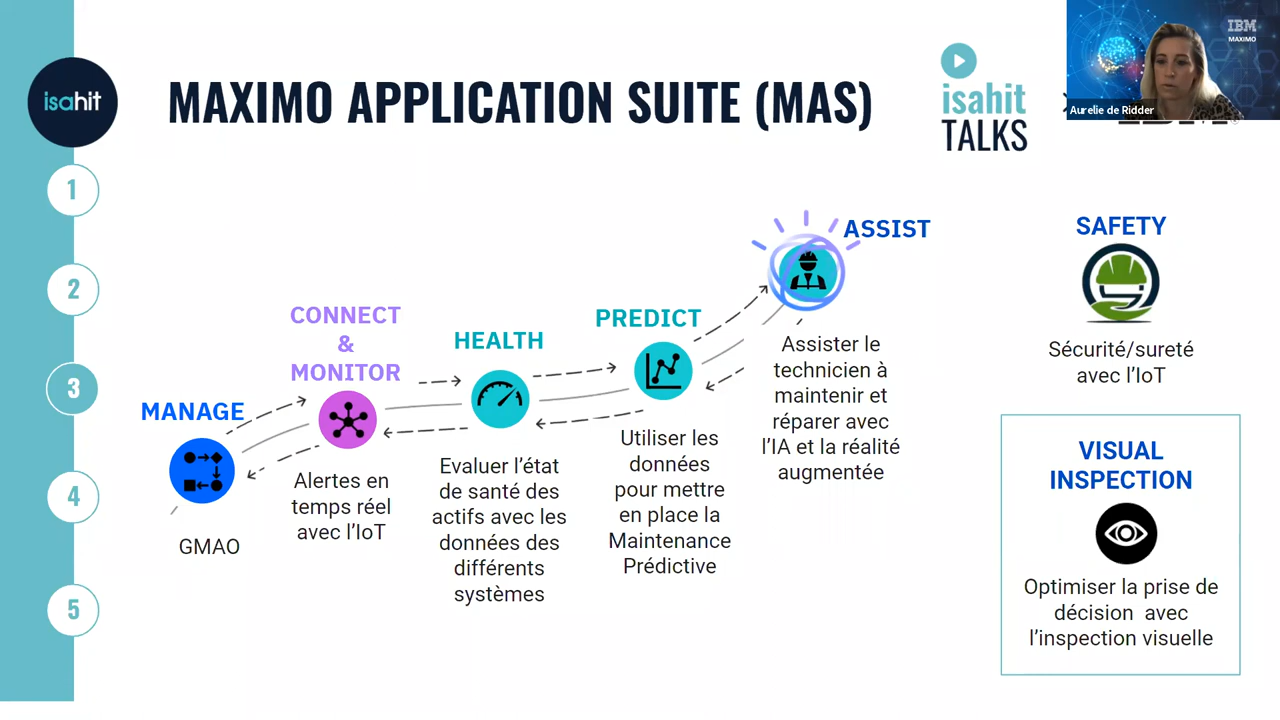 isahit
MAXIMO APPLICATION SUITE (MAS)
isahit
TALKS
IBM
MAXIMO
Aurelie de Ridder
1
2
3
4
5
MANAGE
GMAO
CONNECT
&
MONITOR
Alertes en
temps réel
avec l'IoT
HEALTH
Evaluer l'état
de santé des
actifs avec les
données des
différents
systèmes
PREDICT
Utiliser les
données
pour mettre
en place la
Maintenance
Prédictive
ASSIST
Assister le
technicien à
maintenir et
réparer avec
l'IA et la réalité
augmentée
SAFETY
Sécurité/sureté
avec l'IoT
VISUAL
INSPECTION
Optimiser la prise de
décision avec
l'inspection visuelle